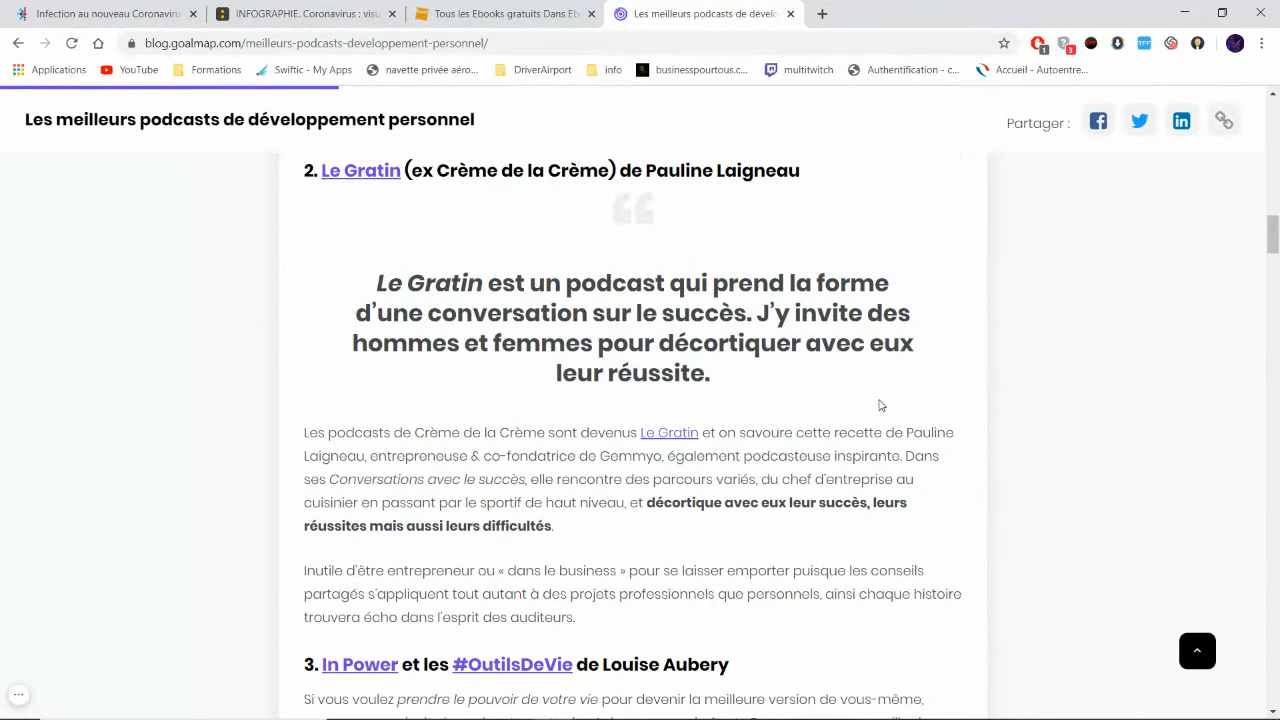 Infection au nouveau Coronaviru
INFOGRAPHIE. Coronavirus: visu
Tous les Ebooks gratuits Dans Eb
Les meilleurs podcasts de dévelo
blog.goalmap.com/meilleurs-podcasts-developpement-personnel/
1
3
OFF
TFF
Applications
YouTube
Formations
Swiftic - My Apps
navette privée aéro...
DriverAirport
info
businesspourtous.c...
multitwitch
Authentification - c...
Accueil - Autoentre...
Les meilleurs podcasts de développement personnel
Partager :
2. Le Gratin (ex Crème de la Crème) de Pauline Laigneau
Le Gratin est un podcast qui prend la forme
d’une conversation sur le succès. J’y invite des
hommes et femmes pour décortiquer avec eux
leur réussite.
Les podcasts de Crème de la Crème sont devenus Le Gratin et on savoure cette recette de Pauline
Laigneau, entrepreneuse & co-fondatrice de Gemmyo, également podcasteuse inspirante. Dans
ses Conversations avec le succès, elle rencontre des parcours variés, du chef d’entreprise au
cuisinier en passant par le sportif de haut niveau, et décortique avec eux leur succès, leurs
réussites mais aussi leurs difficultés.
Inutile d’être entrepreneur ou « dans le business » pour se laisser emporter puisque les conseils
partagés s’appliquent tout autant à des projets professionnels que personnels, ainsi chaque histoire
trouvera écho dans l’esprit des auditeurs.
3. In Power et les #OutilsDeVie de Louise Aubery
Si vous voulez prendre le pouvoir de votre vie pour devenir la meilleure version de vous-même,